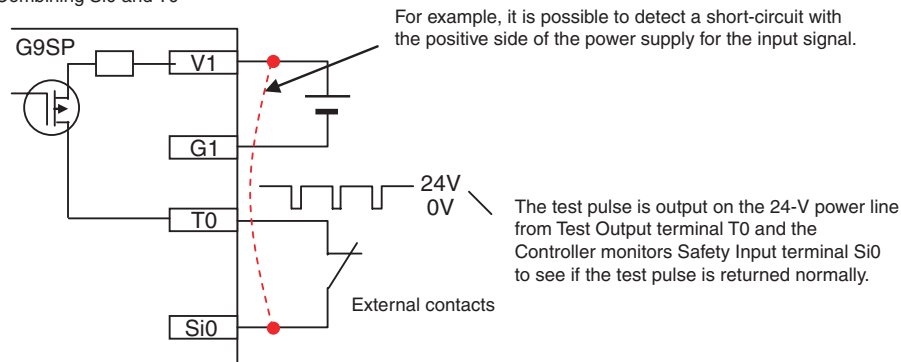 Combining Si0 and T0
For example, it is possible to detect a short-circuit with
the positive side of the power supply for the input signal.
G9SP
V1
G1
24V
0V
T0
The test pulse is output on the 24-V power line
from Test Output terminal T0 and the
Controller monitors Safety Input terminal Si0
to see if the test pulse is returned normally.
External contacts
Si0